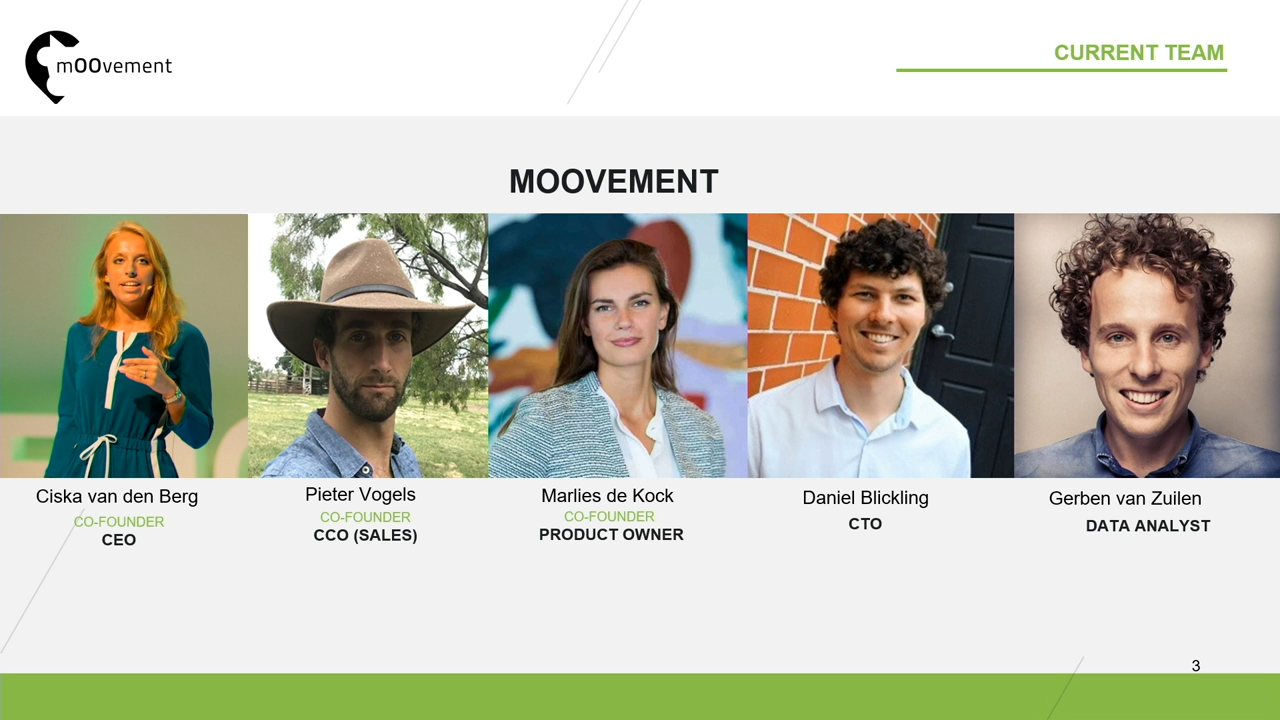 mOOvement
CURRENT TEAM
MOOVEMENT
Ciska van den Berg
CO-FOUNDER
CEO
Pieter Vogels
CO-FOUNDER
CCO (SALES)
Marlies de Kock
CO-FOUNDER
PRODUCT OWNER
Daniel Blickling
CTO
Gerben van Zuilen
DATA ANALYST
3